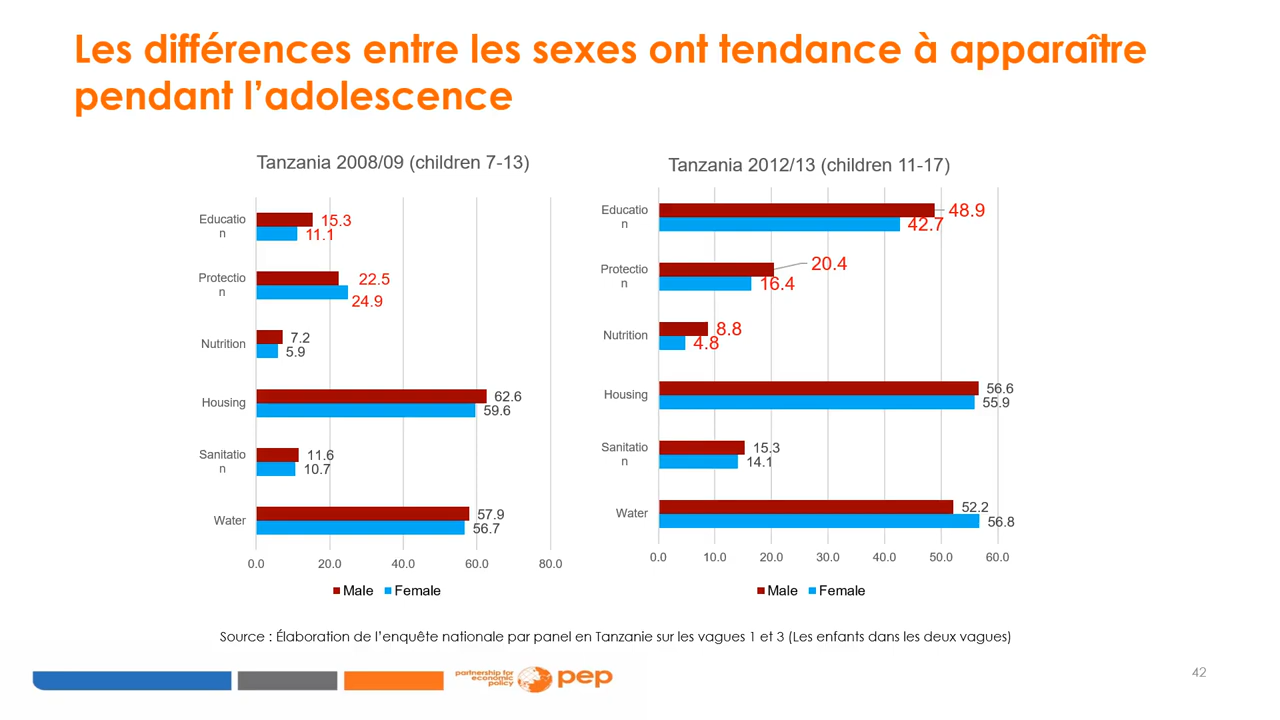 Les différences entre les sexes ont tendance à apparaître
pendant l'adolescence
Tanzania 2008/09 (children 7-13)
Educatio
n
15.3
11.1
Protectio
n
22.5
24.9
Nutrition
7.2
5.9
Housing
62.6
59.6
Sanitatio
n
11.6
10.7
Water
57.9
56.7
0.0 20.0 40.0 60.0 80.0
Male Female
Tanzania 2012/13 (children 11-17)
Educatio
n
48.9
42.7
Protectio
n
20.4
16.4
Nutrition
8.8
4.8
Housing
56.6
55.9
Sanitatio
n
15.3
14.1
Water
52.2
56.8
0.0 10.0 20.0 30.0 40.0 50.0 60.0
Male Female
Source : Élaboration de l'enquête nationale par panel en Tanzanie sur les vagues 1 et 3 (Les enfants dans les deux vagues)
partnership for
economic
policy
pep
42